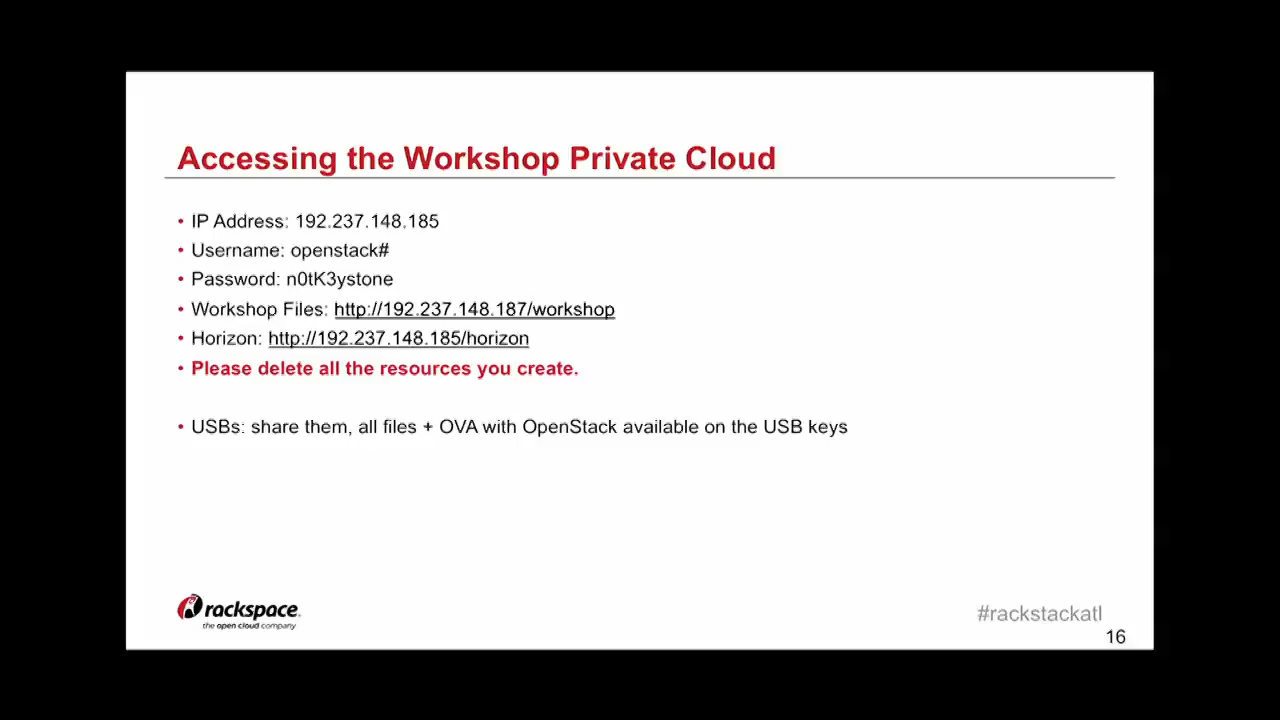 Accessing the Workshop Private Cloud
• IP Address: 192.237.148.185
• Username: openstack#
• Password: n0tK3ystone
• Workshop Files: http://192.237.148.187/workshop
• Horizon: http://192.237.148.185/horizon
• Please delete all the resources you create.
• USBs: share them, all files + OVA with OpenStack available on the USB keys
rackspace.
the open cloud company
#rackstackatl
16